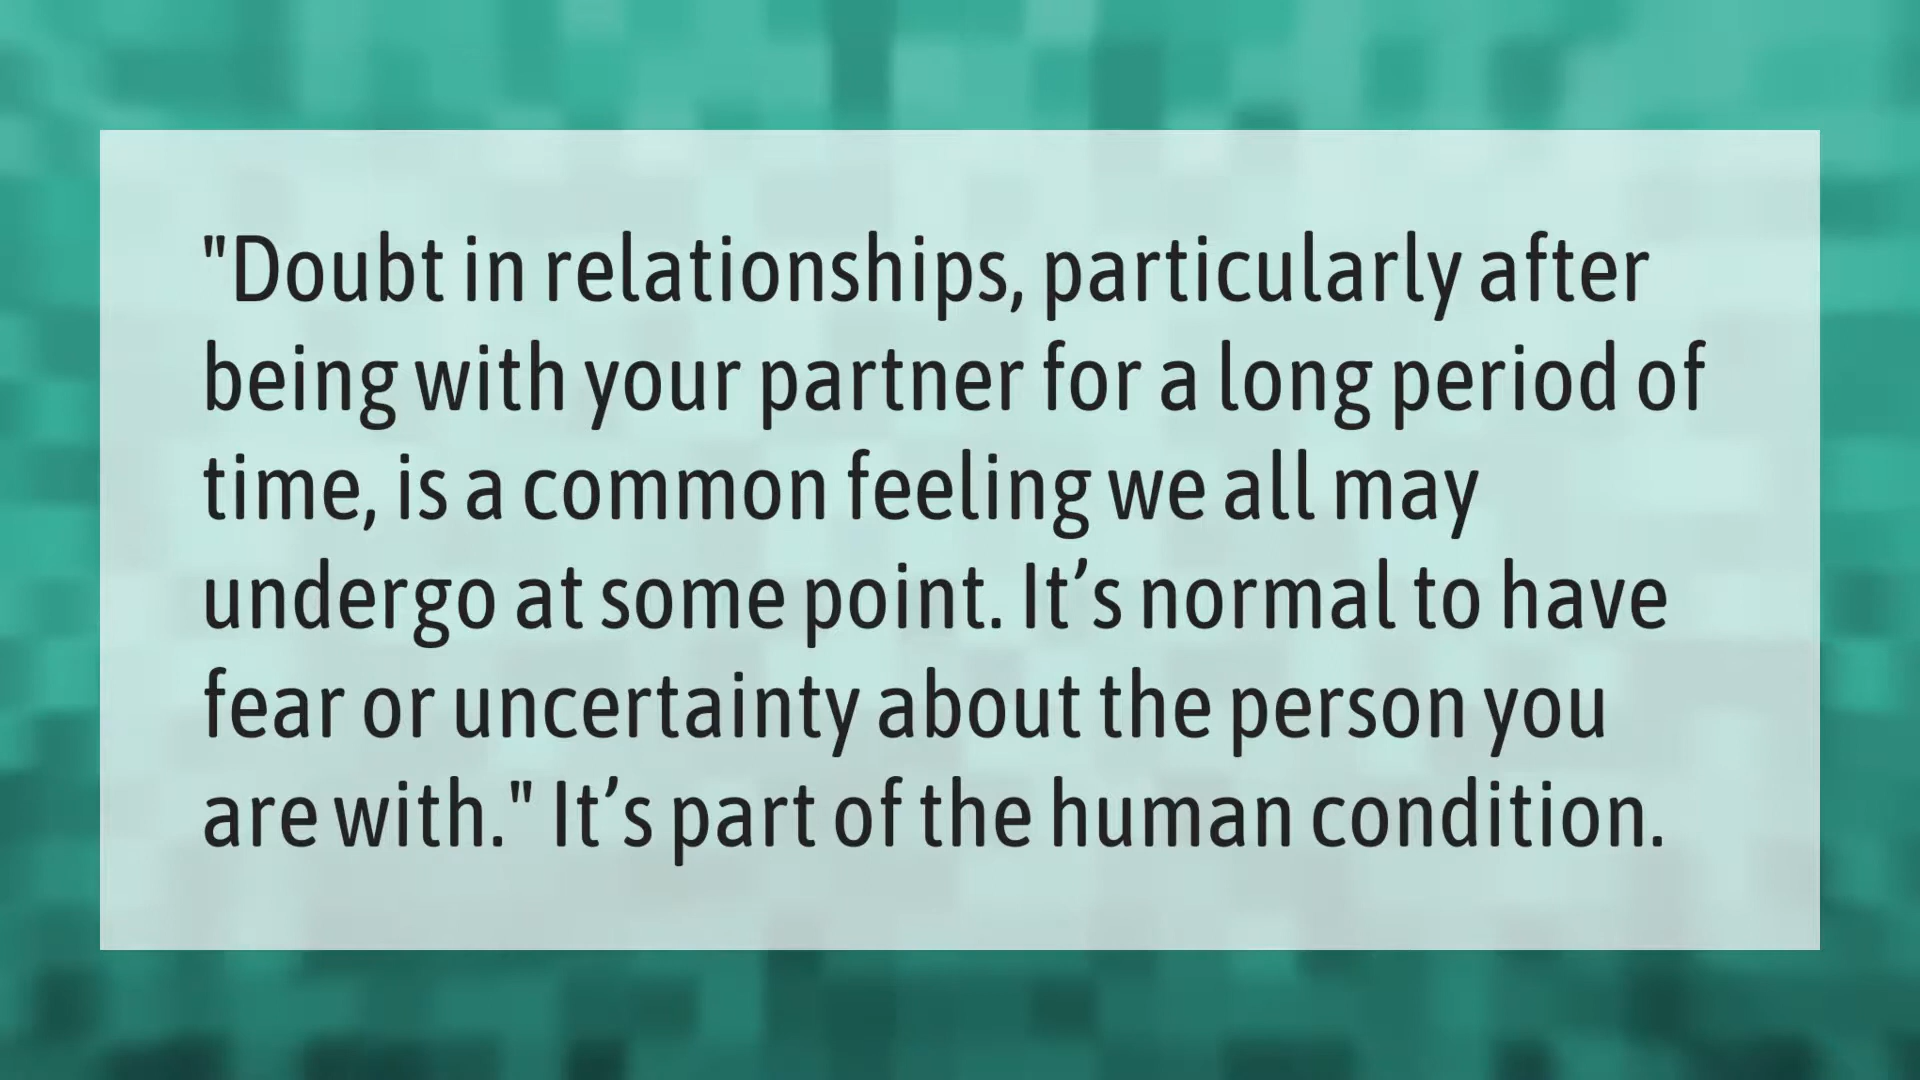 "Doubt in relationships, particularly after
being with your partner for a long period of
time, is a common feeling we all may
undergo at some point. It’s normal to have
fear or uncertainty about the person you
are with." It’s part of the human condition.